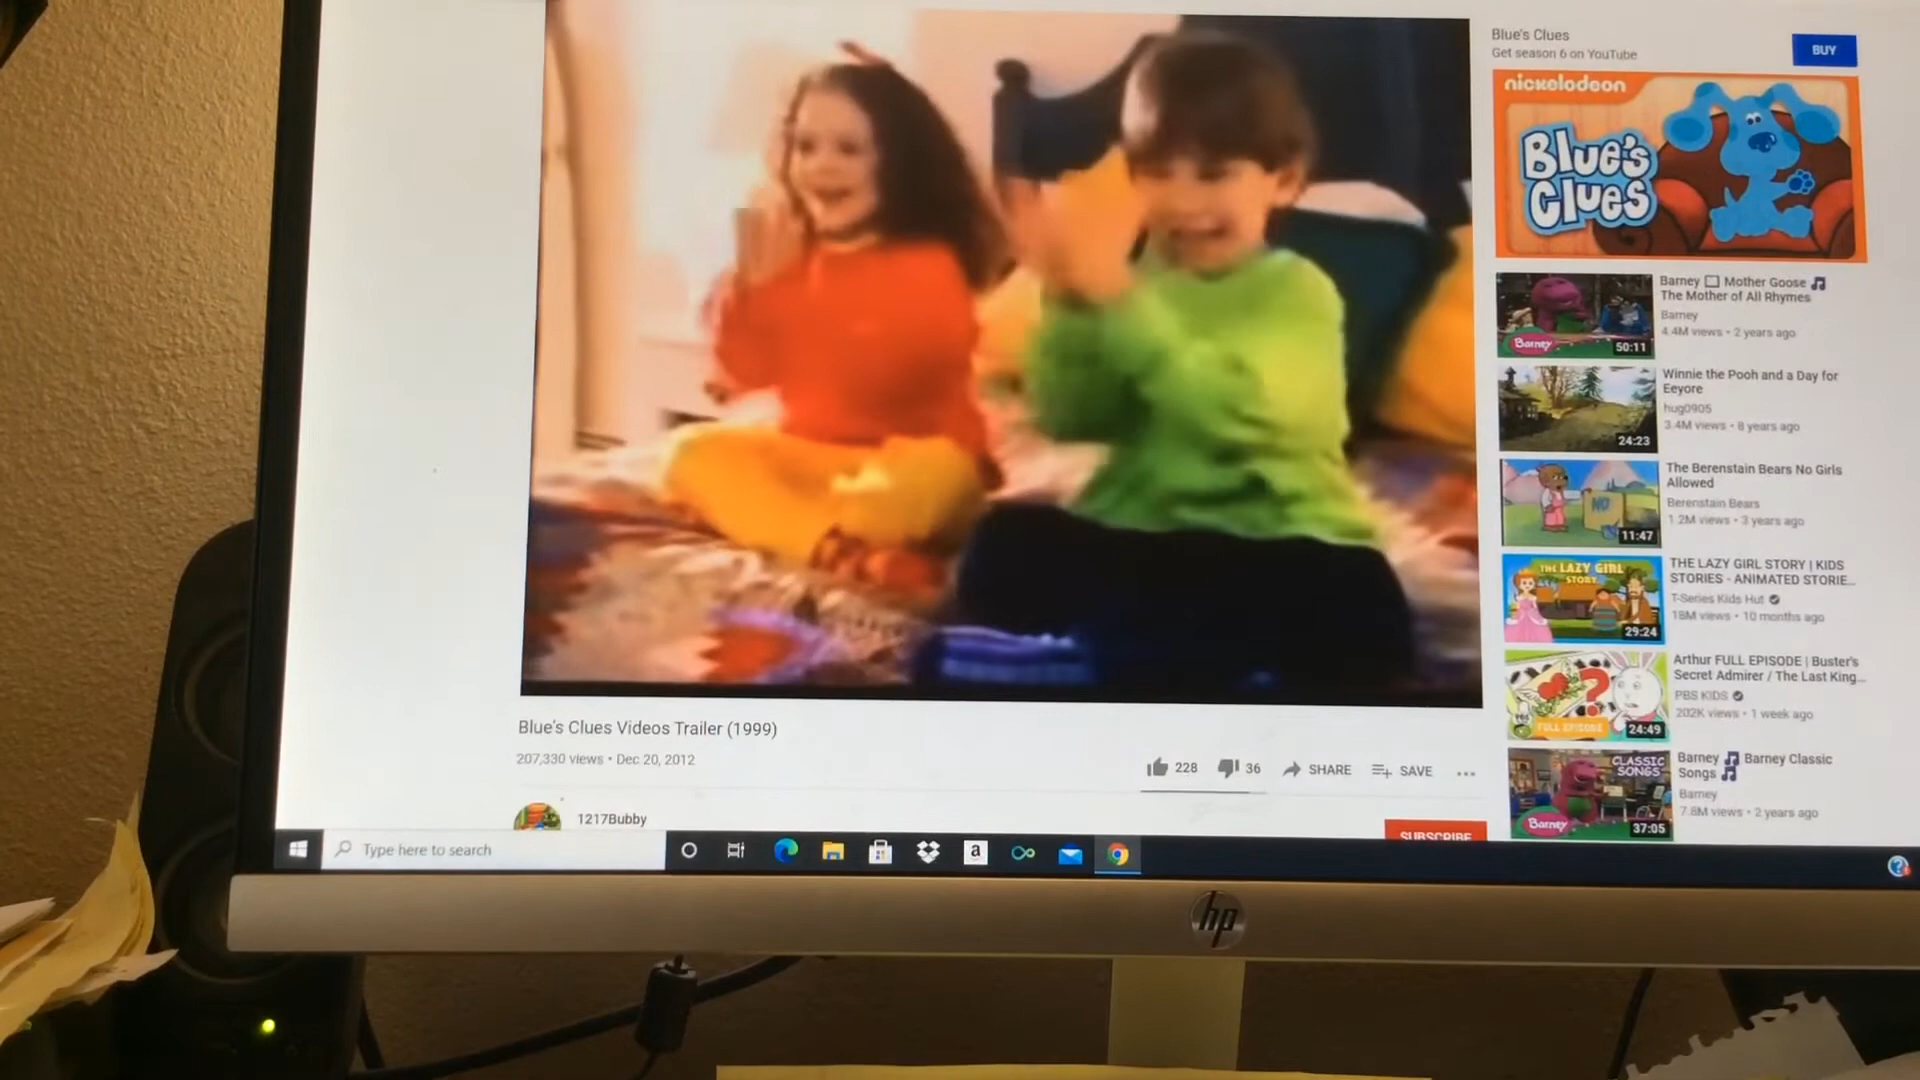 Blue's Clues
Get season 6 on YouTube
BUY
nickelodeon
Blue's
Clues
Barney
50:11
Barney Mother Goose
The Mother of All Rhymes
Barney
4.4M views • 2 years ago
24:23
Winnie the Pooh and a Day for
Eeyore
hug0905
3.4M views • 8 years ago
NO
11:47
The Berenstain Bears No Girls
Allowed
Berenstain Bears
1.2M views • 3 years ago
THE LAZY GIRL
STORY
29:24
THE LAZY GIRL STORY | KIDS
STORIES - ANIMATED STORIE...
T-Series Kids Hut
18M views • 10 months ago
?
FULL EPISODE
24:49
Arthur FULL EPISODE | Buster's
Secret Admirer / The Last King...
PBS KIDS
202K views • 1 week ago
CLASSIC
SONGS
Barney
37:05
Barney Barney Classic
Songs
Barney
7.8M views • 2 years ago
Blue's Clues Videos Trailer (1999)
207,330 views • Dec 20, 2012
228
36
SHARE
SAVE
1217Bubby
SUBSCRIBE
Type here to search
a
hp